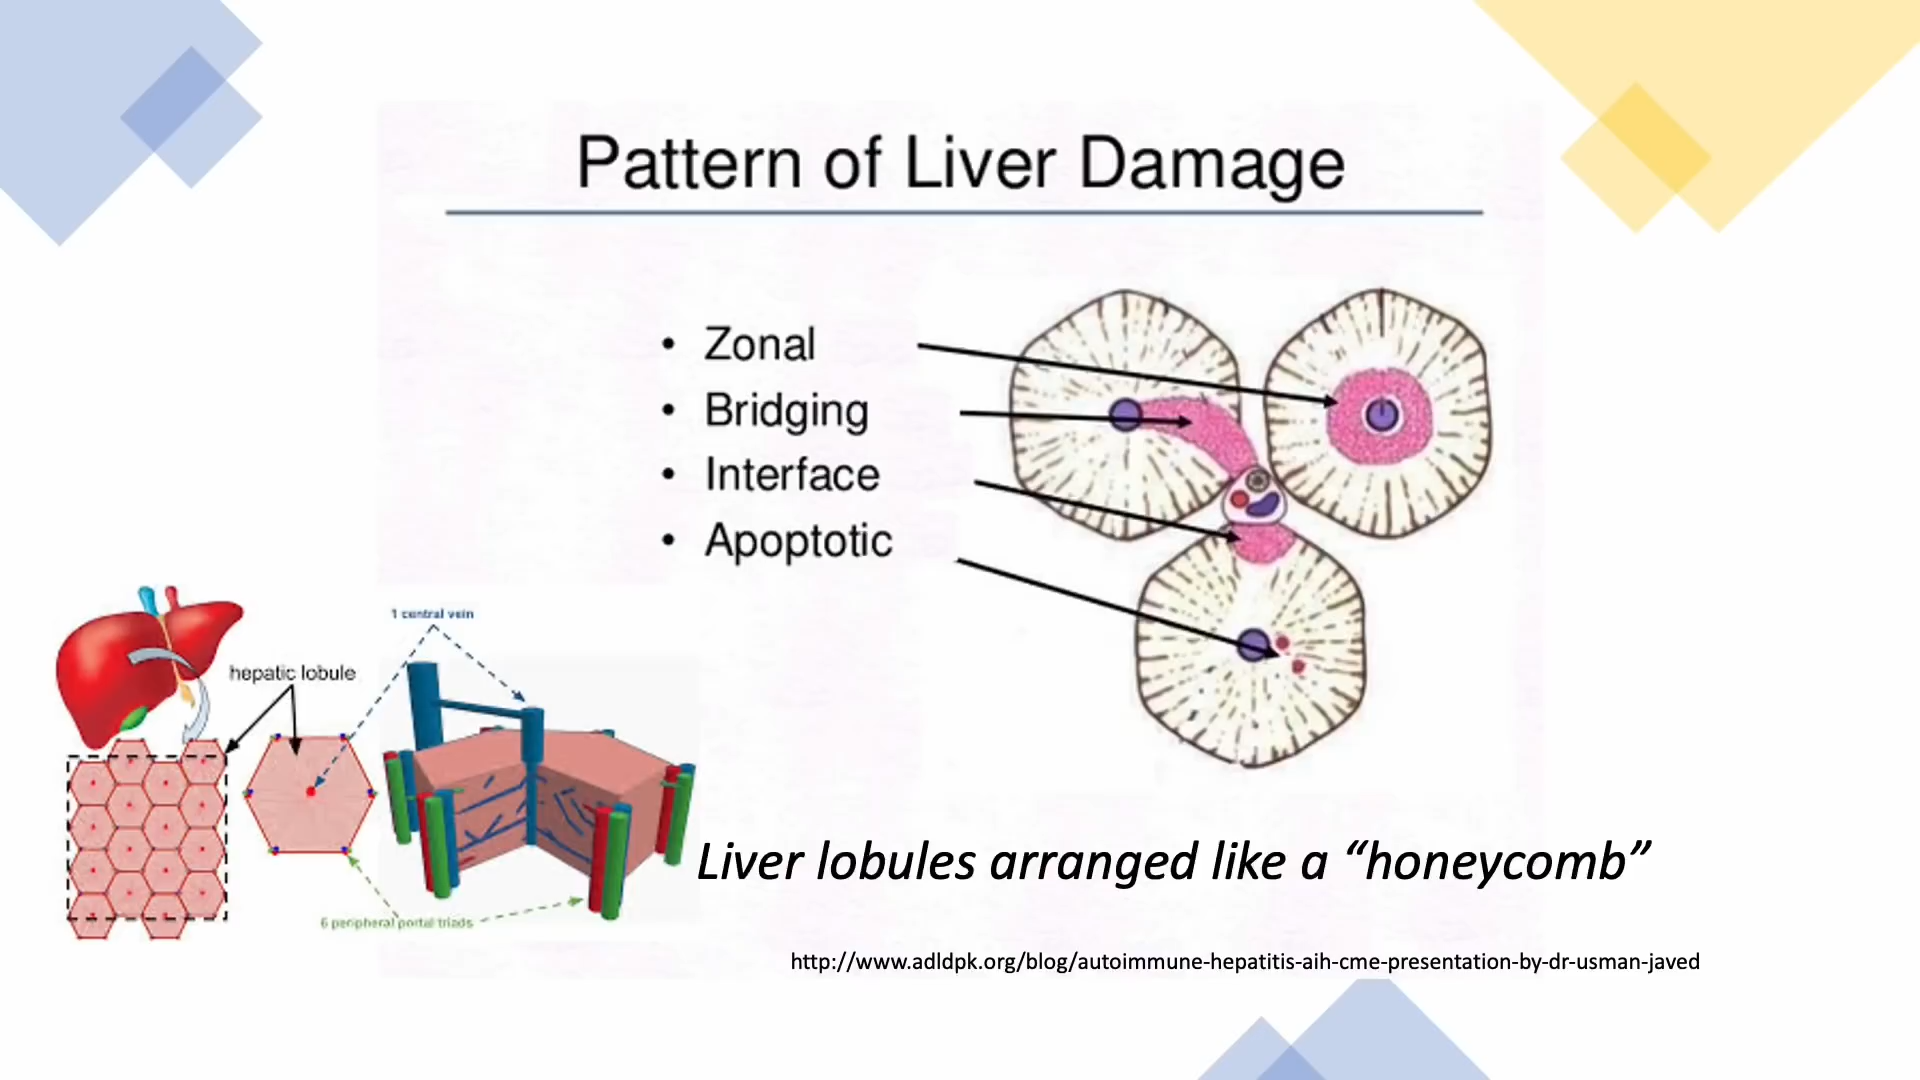 Pattern of Liver Damage
• Zonal
• Bridging
• Interface
• Apoptotic
1 central vein
hepatic lobule
6 peripheral portal triads
Liver lobules arranged like a “honeycomb”
http://www.adldpk.org/blog/autoimmune-hepatitis-aih-cme-presentation-by-dr-usman-javed